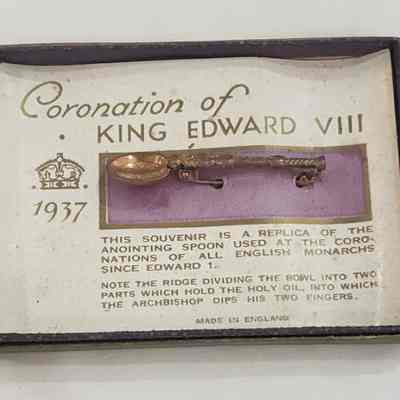 Coronation of
KING EDWARD VIII
1937
THIS SOUVENIR IS A REPLICA OF THE
ANOINTING SPOON USED AT THE CORO-
NATIONS OF ALL ENGLISH MONARCHS
SINCE EDWARD 1.
NOTE THE RIDGE DIVIDING THE BOWL INTO TWO
PARTS WHICH HOLD THE HOLY OIL, INTO WHICH
THE ARCHBISHOP DIPS HIS TWO FINGERS.
MADE IN ENGLAND